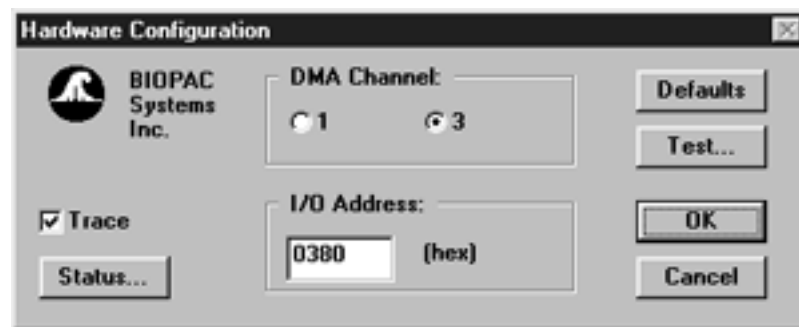 Hardware Configuration
BIOPAC
Systems
Inc.
DMA Channel:
1
3
Defaults
Test...
Trace
Status...
I/O Address:
0380
(hex)
OK
Cancel